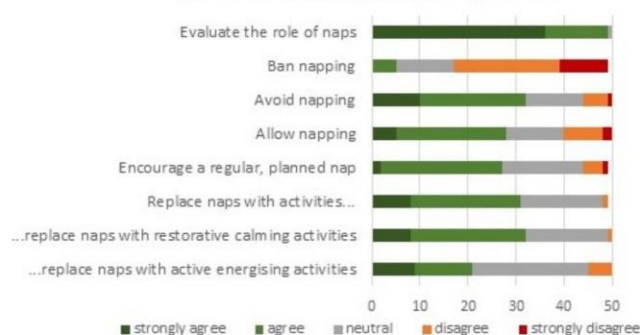 Evaluate the role of naps
Ban napping
Avoid napping
Allow napping
Encourage a regular, planned nap
Replace naps with activities...
...replace naps with restorative calming activities
...replace naps with active energising activities
0 10 20 30 40 50
strongly agree agree neutral disagree strongly disagree